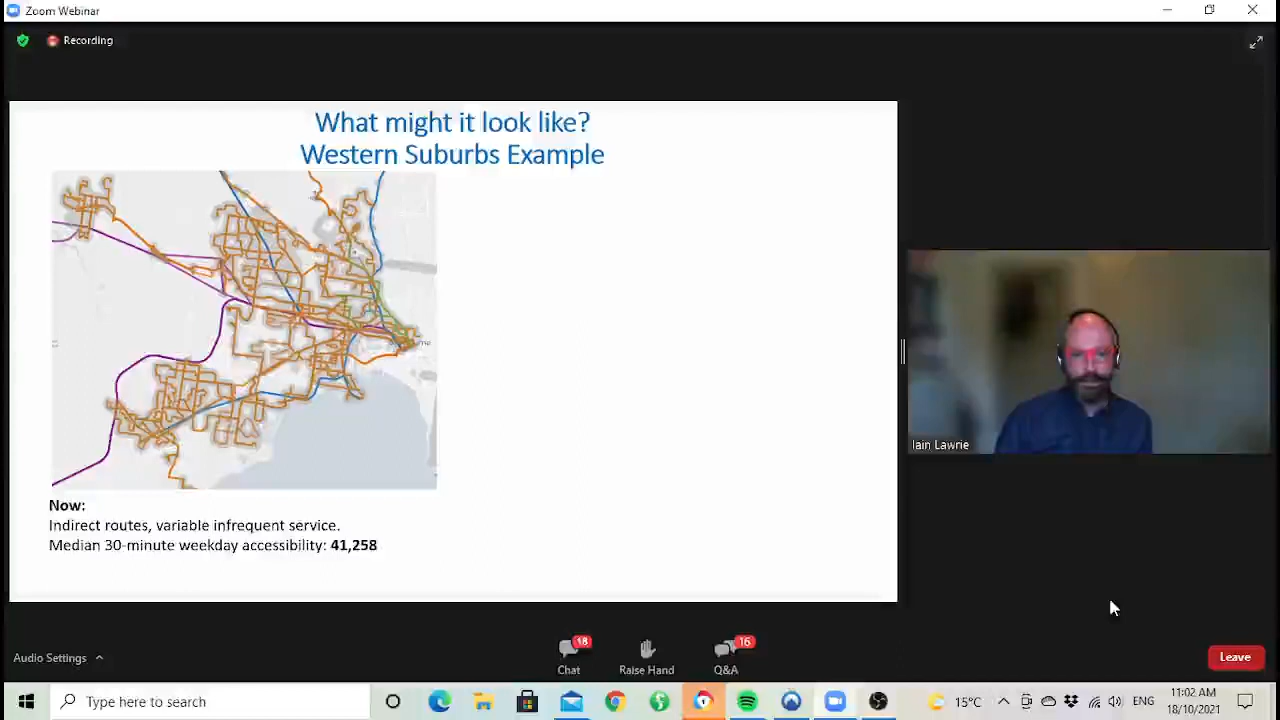 Zoom Webinar
Recording
What might it look like?
Western Suburbs Example
Now:
Indirect routes, variable infrequent service.
Median 30-minute weekday accessibility: 41,258
Iain Lawrie
Audio Settings
18
Chat
Raise Hand
16
Q&A
Leave
Type here to search
15°C
ENG
11:02 AM
18/10/2021